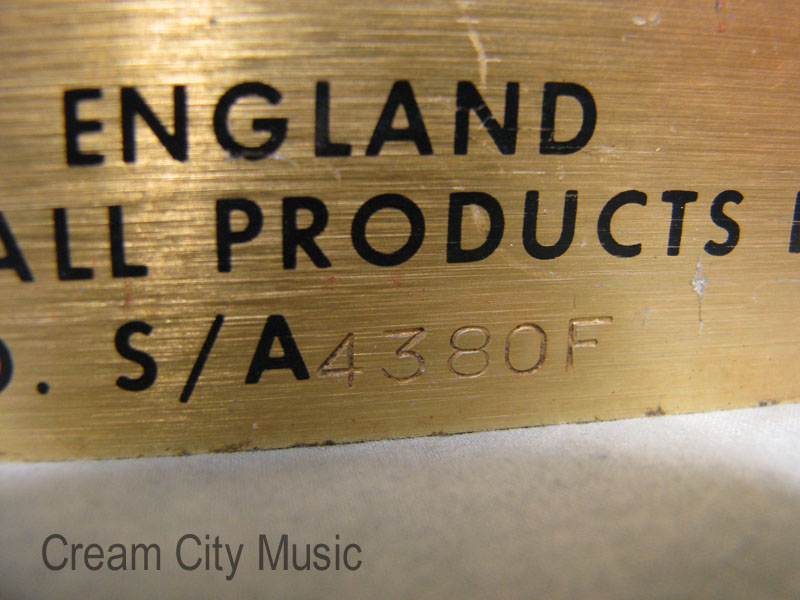 ENGLAND
ALL PRODUCTS
O. S/A4380F
Cream City Music